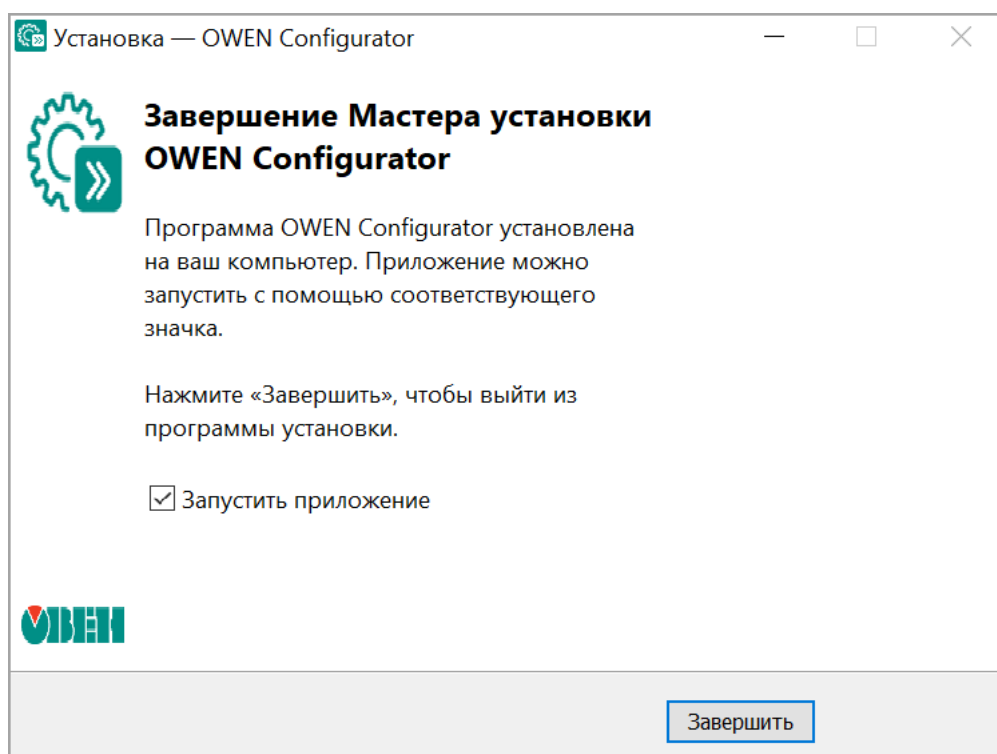 Установка — OWEN Configurator
Завершение Мастера установки
OWEN Configurator
Программа OWEN Configurator установлена
на ваш компьютер. Приложение можно
запустить с помощью соответствующего
значка.
Нажмите «Завершить», чтобы выйти из
программы установки.
Запустить приложение
ОВЕН
Завершить